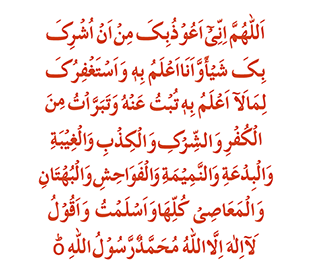 اَللّٰهُمَّ اِنِّیْٓ اَعُوْذُ بِکَ مِنْ اَنْ اُشْرِکَ
بِکَ شَیْأً وَّاَنَا اَعْلَمُ بِهٖ وَاَسْتَغْفِرُکَ
لِمَا لَآ اَعْلَمُ بِهٖ تُبْتُ عَنْهُ وَتَبَرَّاْتُ مِنَ
الْکُفْرِ وَالشِّرْکِ وَالْکِذْبِ وَالْغِیْبَةِ
وَالْبِدْعَةِ وَالنَّمِیْمَةِ وَالْفَوَاحِشِ وَالْبُهْتَانِ
وَالْمَعَاصِیْ کُلِّهَا وَاَسْلَمْتُ وَاَقُوْلُ
لَآ اِلٰهَ اِلَّا اللّٰهُ مُحَمَّدٌ رَّسُوْلُ اللّٰهِ ؕ